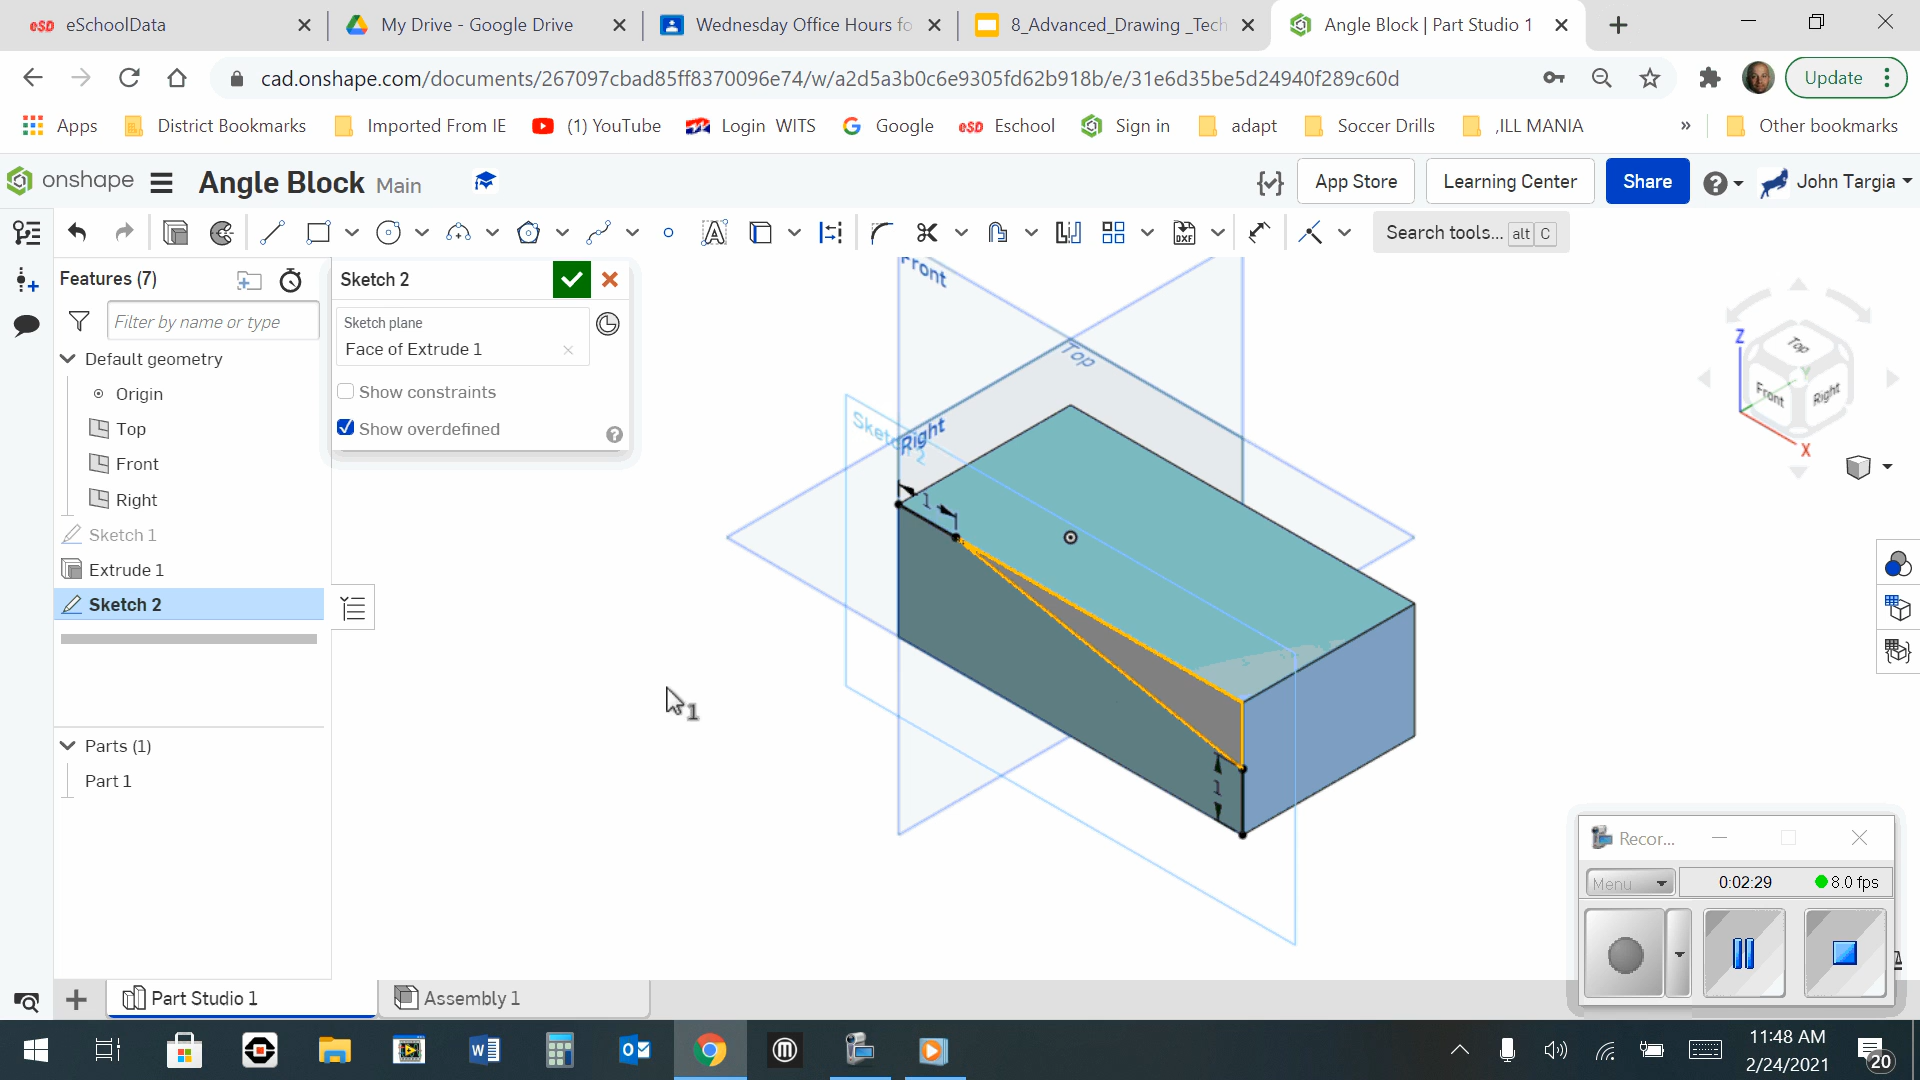 eSchoolData
My Drive - Google Drive
Wednesday Office Hours fo
8_Advanced_Drawing _Tech
Angle Block | Part Studio 1
cad.onshape.com/documents/267097cbad85ff8370096e74/w/a2d5a3b0c6e9305fd62b918b/e/31e6d35be5d24940f289c60d
Update
Apps
District Bookmarks
Imported From IE
(1) YouTube
Login WITS
Google
Eschool
Sign in
adapt
Soccer Drills
,ILL MANIA
»
Other bookmarks
onshape
Angle Block Main
App Store
Learning Center
Share
John Targia
Search tools... alt C
Features (7)
Filter by name or type
Default geometry
Origin
Top
Front
Right
Sketch 1
Extrude 1
Sketch 2
Parts (1)
Part 1
Sketch 2
Sketch plane
Face of Extrude 1
Show constraints
Show overdefined
Front
Top
Sketch 2
Right
1
1
1
Z
Top
Front
Right
X
Recor...
Menu
0:02:29
8.0 fps
Part Studio 1
Assembly 1
11:48 AM
2/24/2021
20